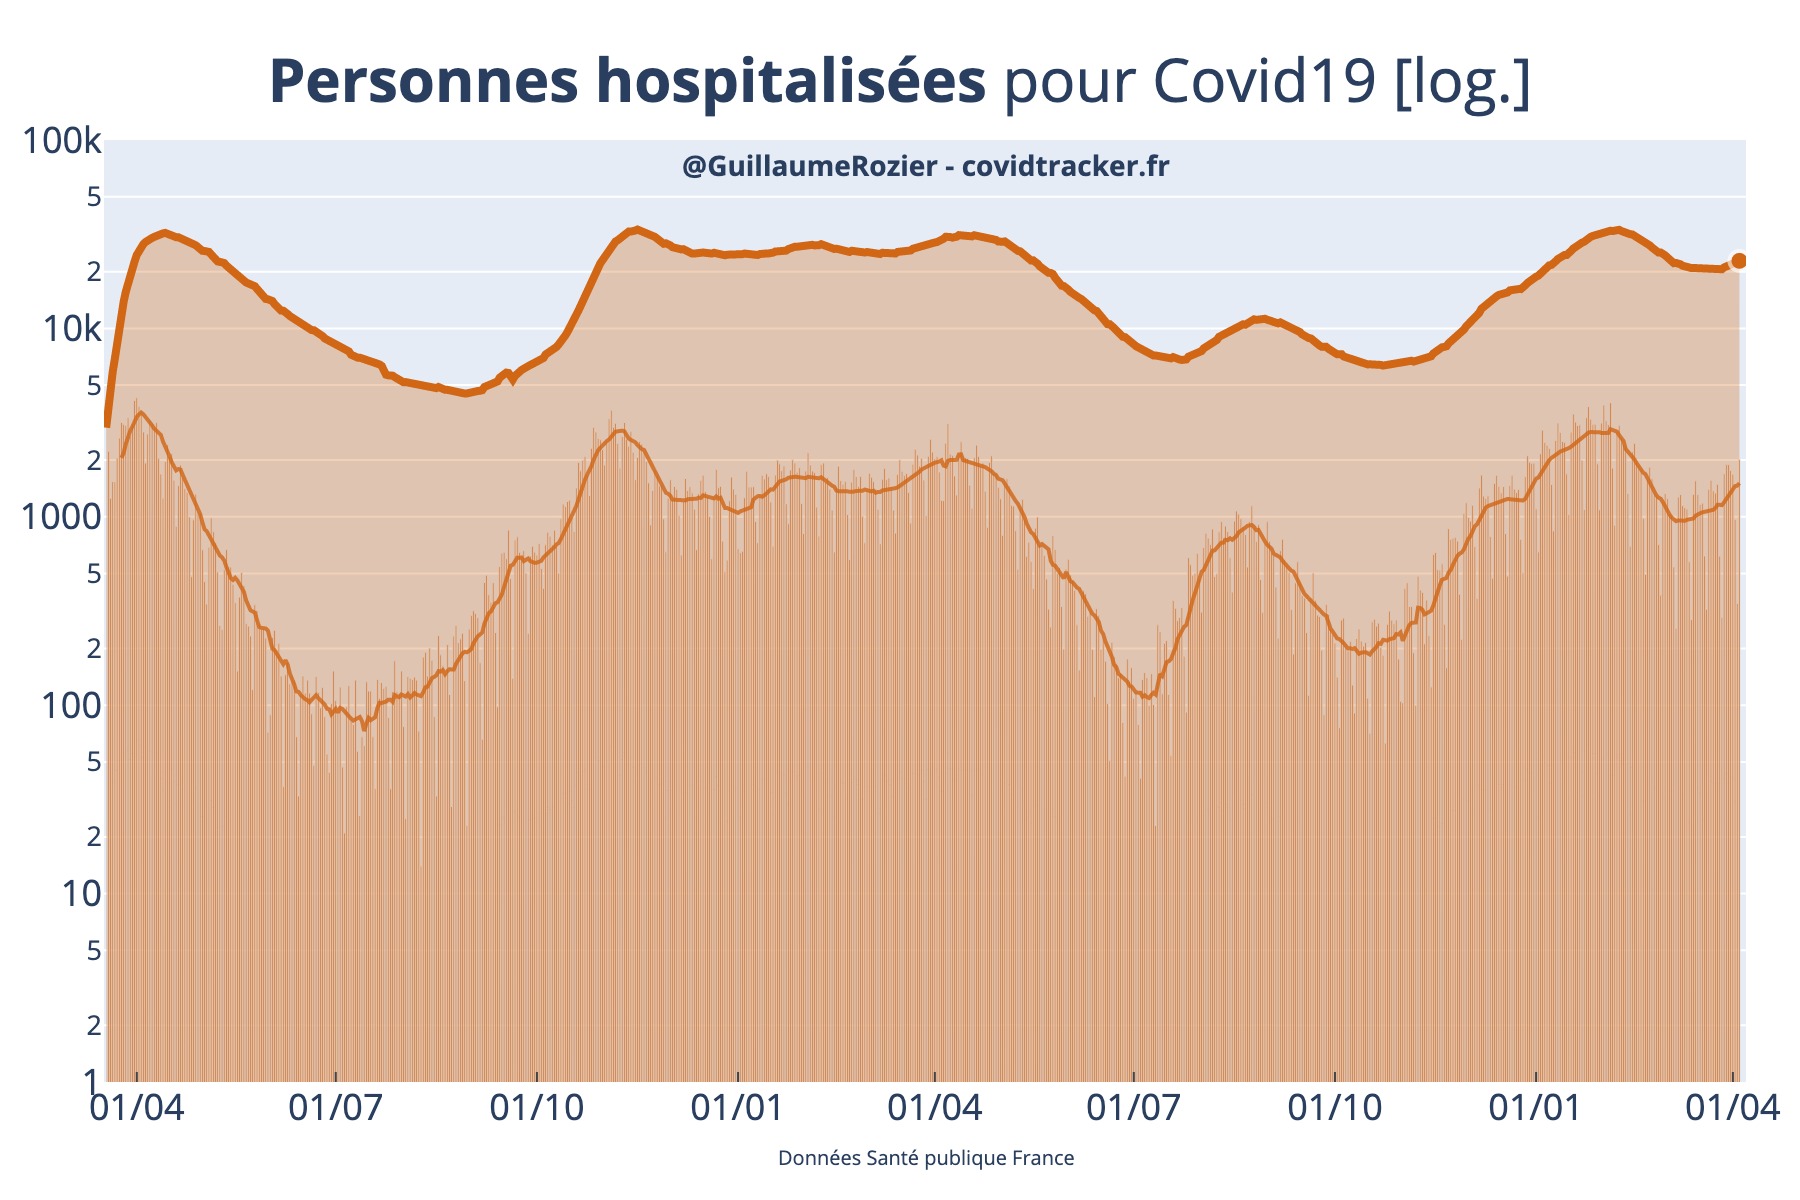 Personnes hospitalisées pour Covid19 [log.]
@GuillaumeRozier - covidtracker.fr
100k
5
2
10k
5
2
1000
5
2
100
5
2
10
5
2
1
01/04 01/07 01/10 01/01 01/04 01/07 01/10 01/01 01/04
Données Santé publique France